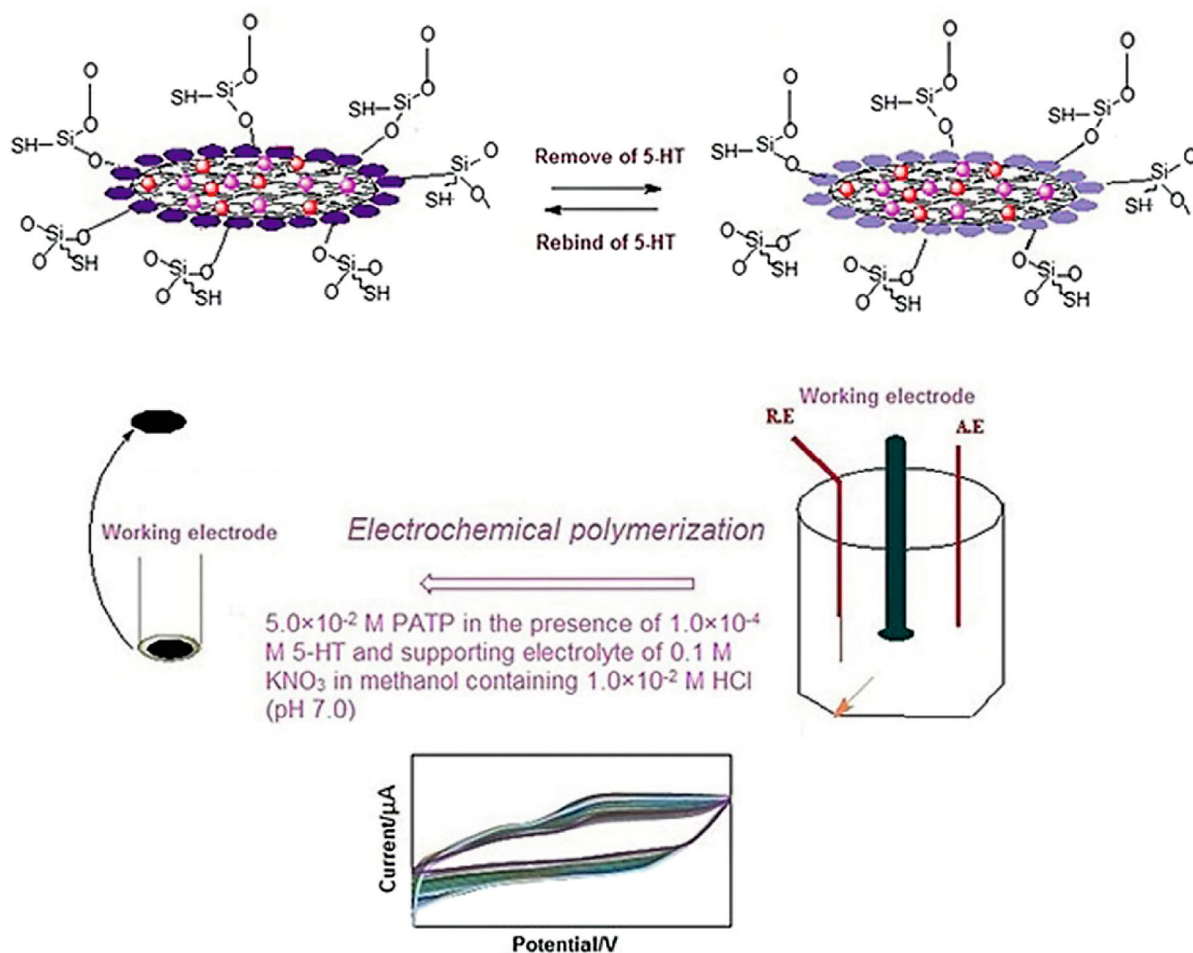 O
O
O
O
O
O
O
O
O
SH
Si
O
SH
Si
O
SH
Si
O
SH
Si
O
SH
Si
O
SH
Si
O
O
O
O
O
O
O
Remove of 5-HT
Si
O
Si
O
SH
O
SH
O
Rebind of 5-HT
Si
O
O
O
Si
O
O
O
O
SH
Si
O
Si
O
O
SH
Si
O
Si
O
O
SH
O
SH
O
SH
O
SH
Working electrode
R.E
A.E
Working electrode
Electrochemical polymerization
5.0×10⁻² M PATP in the presence of 1.0×10⁻⁴
M 5-HT and supporting electrolyte of 0.1 M
KNO₃ in methanol containing 1.0×10⁻² M HCl
(pH 7.0)
Current/μA
Potential/V